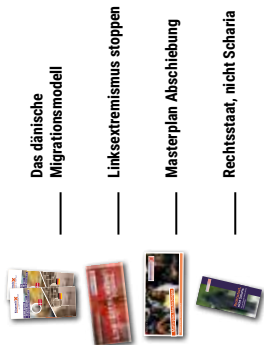 Das dänische
Migrationsmodell
Linksextremismus stoppen
Masterplan Abschiebung
Rechtsstaat, nicht Scharia